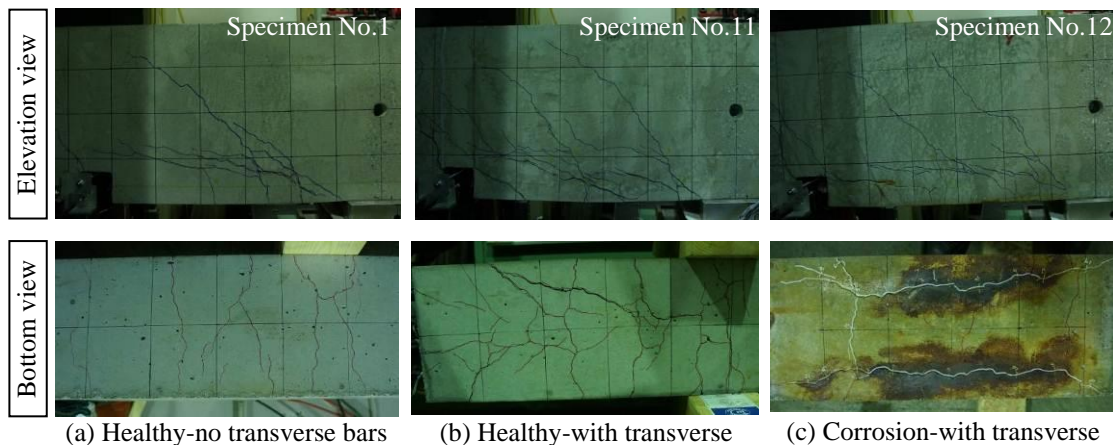 Elevation view
Specimen No.1
Specimen No.11
Specimen No.12
Bottom view
(a) Healthy-no transverse bars
(b) Healthy-with transverse
(c) Corrosion-with transverse